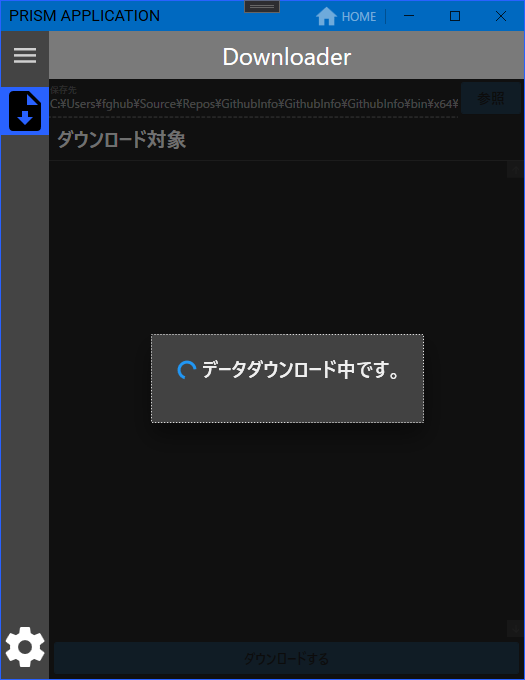 PRISM APPLICATION
HOME
Downloader
保存先
C:¥Users¥fghub¥Source¥Repos¥GithubInfo¥GithubInfo¥GithubInfo¥bin¥x64¥
参照
ダウンロード対象
データダウンロード中です。
ダウンロードする